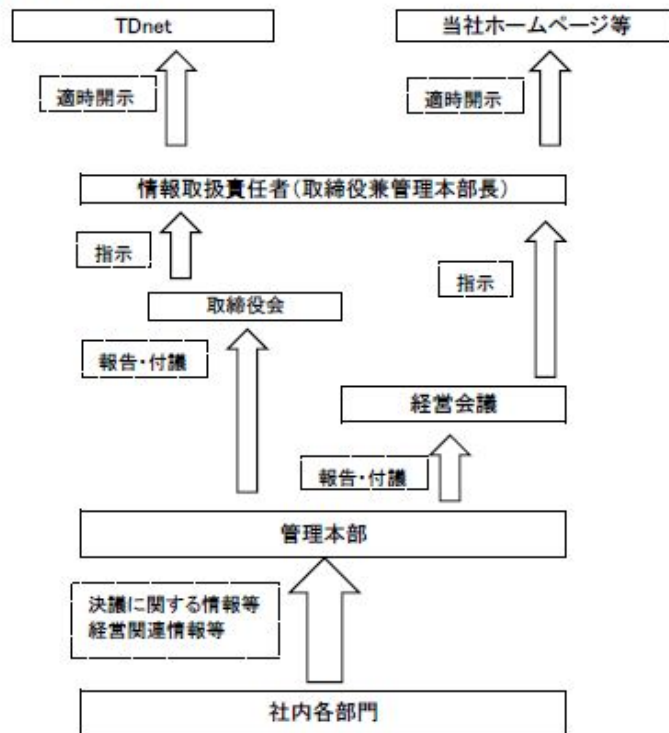 TDnet
当社ホームページ等
適時開示
適時開示
情報取扱責任者(取締役兼管理本部長)
指示
指示
取締役会
報告・付議
経営会議
報告・付議
管理本部
決議に関する情報等
経営関連情報等
社内各部門